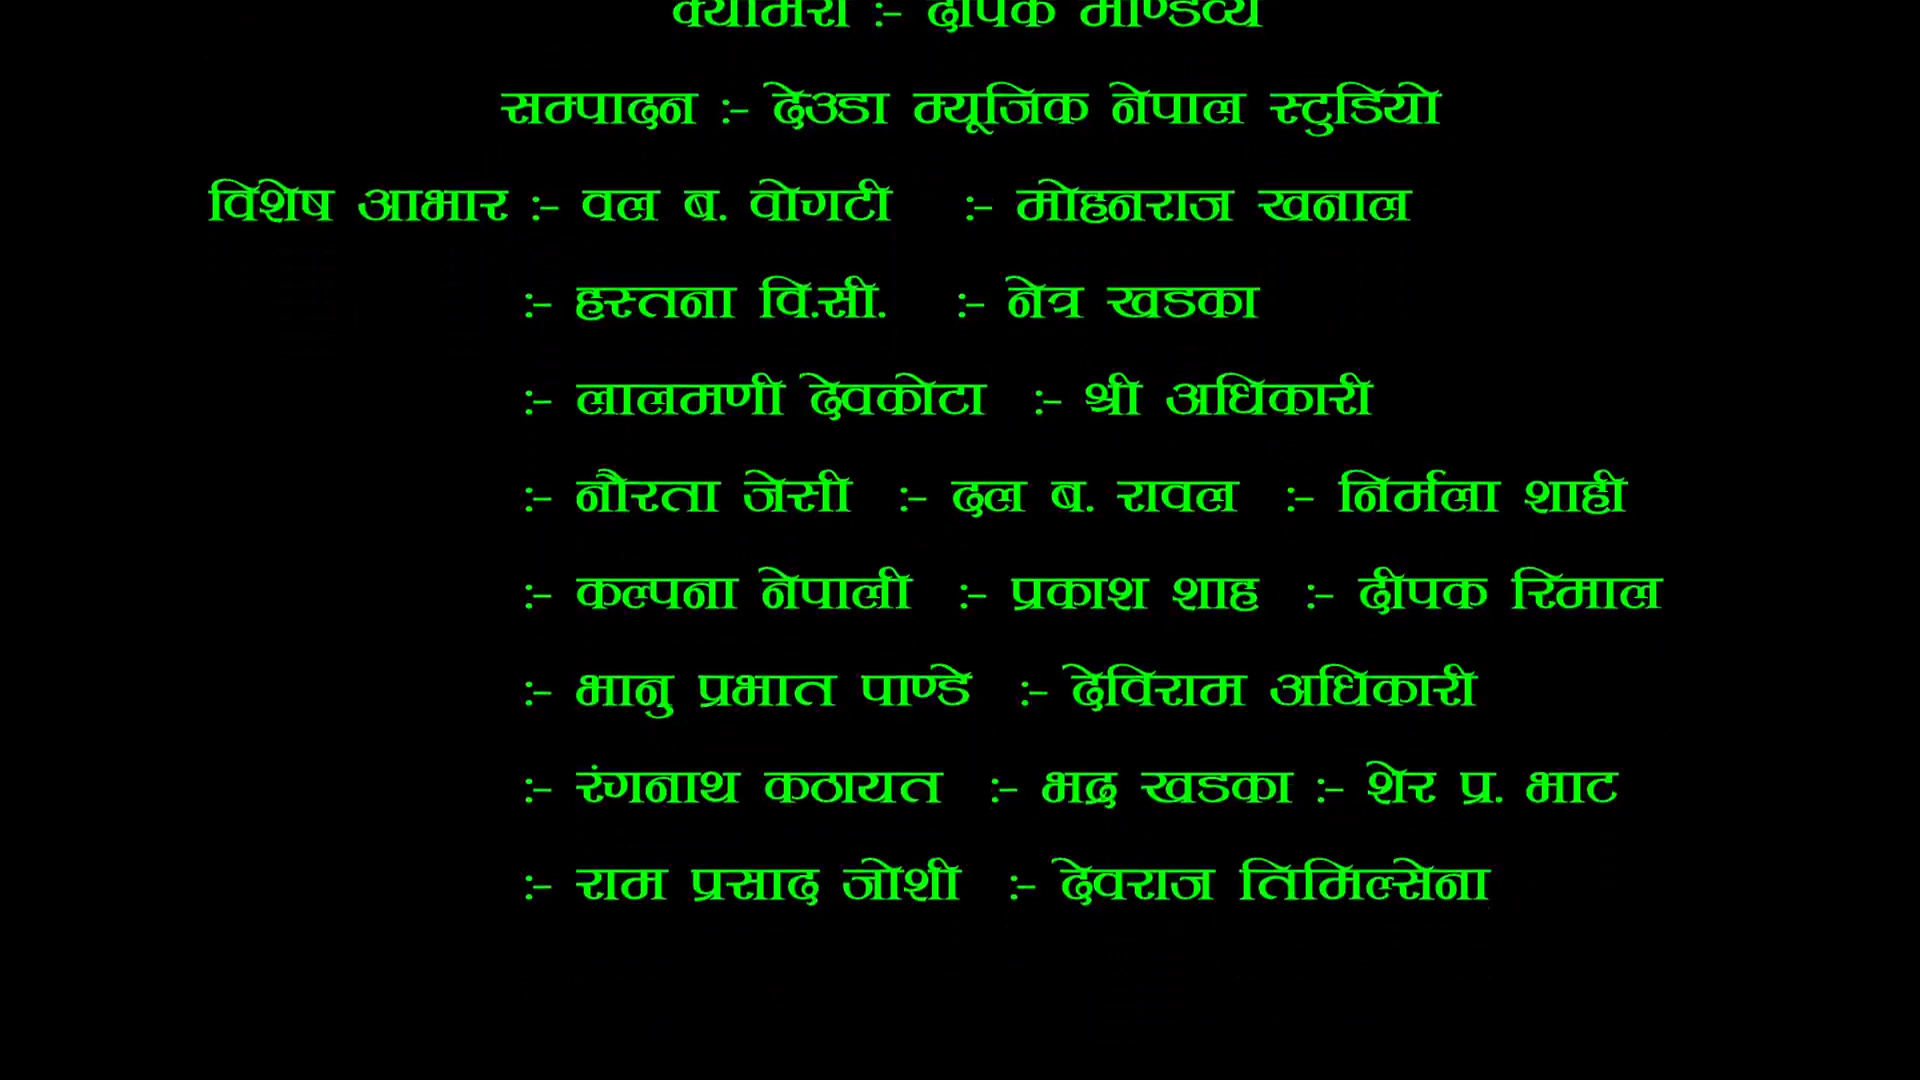 क्यामेरा :- दीपक माण्डव्य
सम्पादन :- देउडा म्यूजिक नेपाल स्टुडियो
विशेष आभार :- वल ब. वोगटी :- मोहनराज खनाल
:- हस्तना वि.सी. :- नेत्र खडका
:- लालमणी देवकोटा :- श्री अधिकारी
:- नौरता जेसी :- दल ब. रावल :- निर्मला शाही
:- कल्पना नेपाली :- प्रकाश शाह :- दीपक रिमाल
:- भानु प्रभात पाण्डे :- देविराम अधिकारी
:- रंगनाथ कठायत :- भद्र खडका :- शेर प्र. भाट
:- राम प्रसाद जोशी :- देवराज तिमिल्सेना